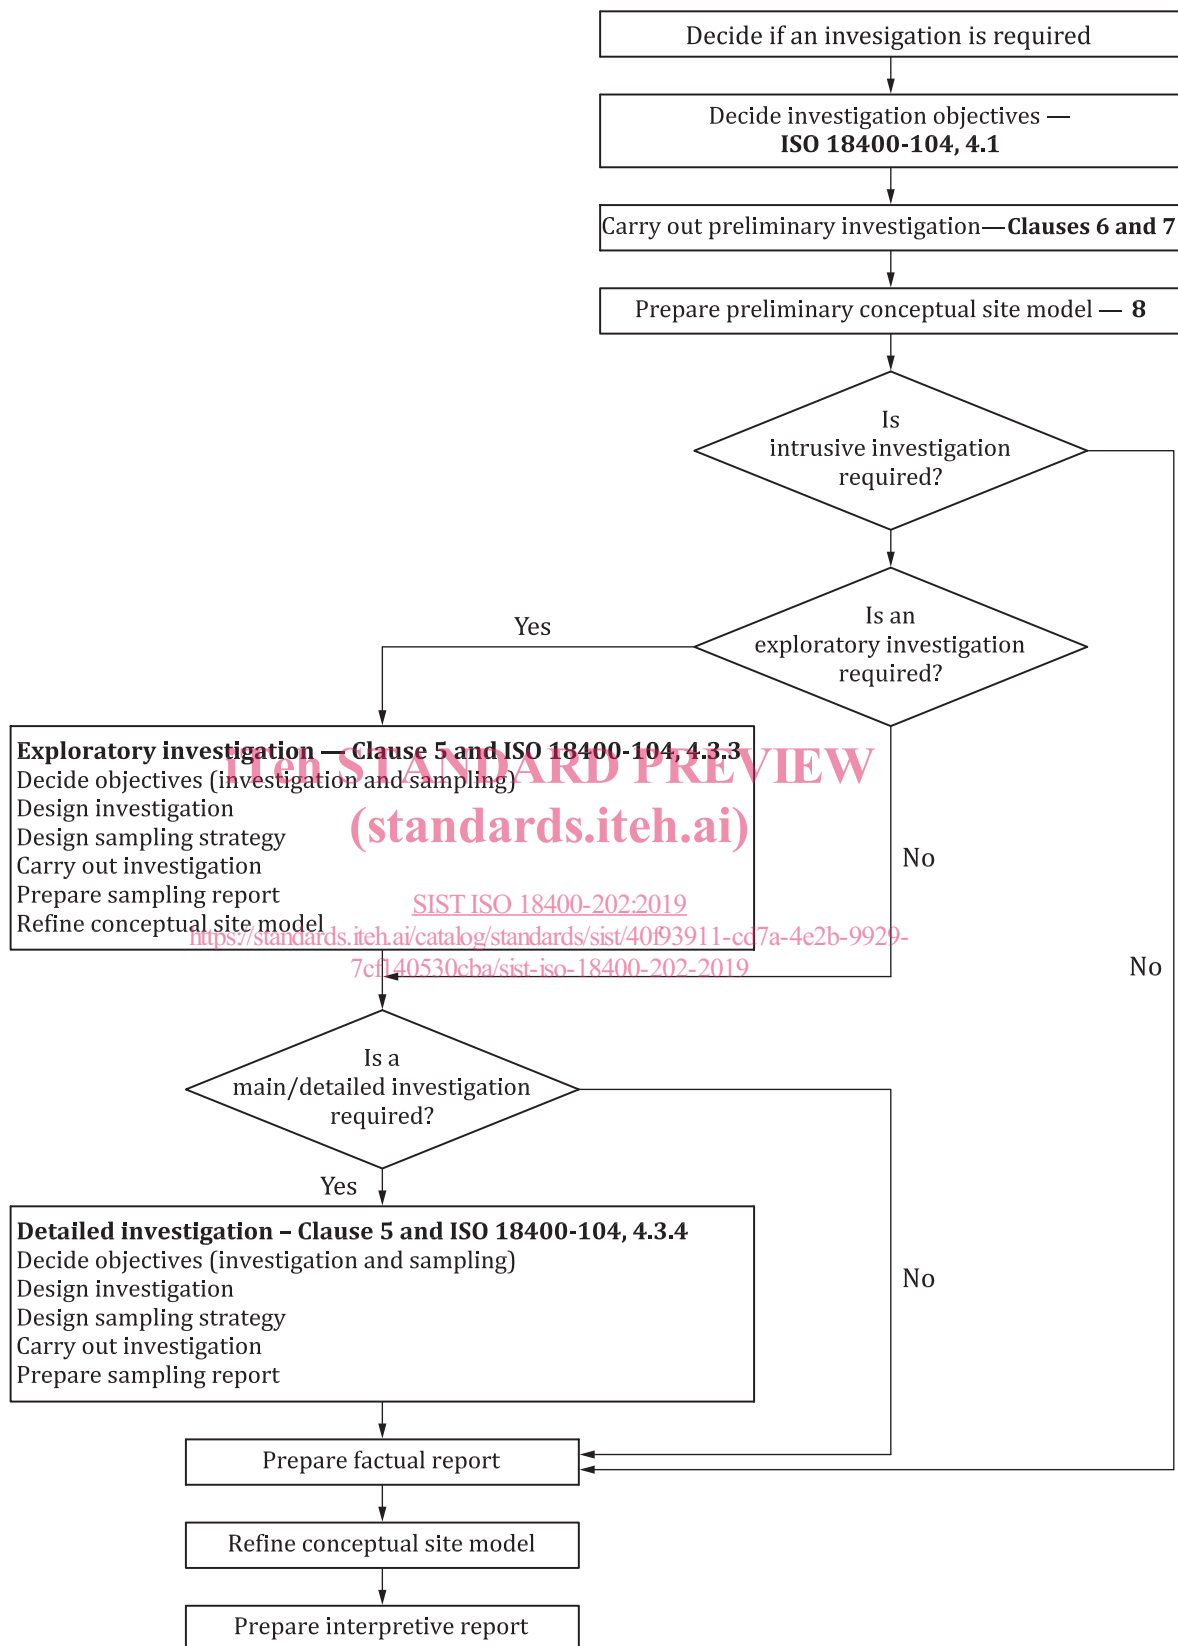 Decide if an invesigation is required
Decide investigation objectives —
ISO 18400-104, 4.1
Carry out preliminary investigation—Clauses 6 and 7
Prepare preliminary conceptual site model — 8
Is
intrusive investigation
required?
Is an
exploratory investigation
required?
Yes
Exploratory investigation — Clause 5 and ISO 18400-104, 4.3.3
Decide objectives (investigation and sampling)
Design investigation
Design sampling strategy
Carry out investigation
Prepare sampling report
Refine conceptual site model
iTeh STANDARD PREVIEW
(standards.iteh.ai)
SIST ISO 18400-202:2019
https://standards.iteh.ai/catalog/standards/sist/40f93911-cd7a-4e2b-9929-
7cf140530cba/sist-iso-18400-202-2019
No
No
Is a
main/detailed investigation
required?
Yes
Detailed investigation – Clause 5 and ISO 18400-104, 4.3.4
Decide objectives (investigation and sampling)
Design investigation
Design sampling strategy
Carry out investigation
Prepare sampling report
No
Prepare factual report
Refine conceptual site model
Prepare interpretive report